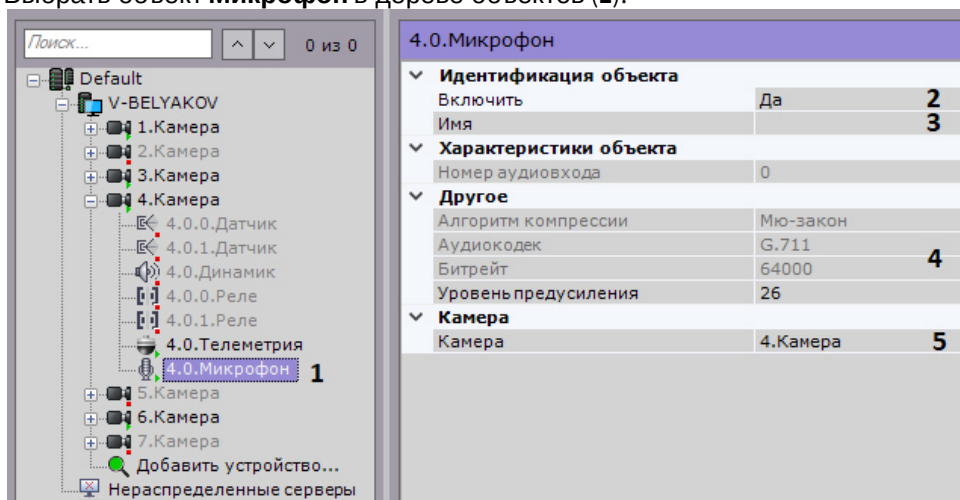 Выбрать объект Микрофон в дереве объектов (1).
Поиск...
0 из 0
Default
V-BELYAKOV
1.Камера
2.Камера
3.Камера
4.Камера
4.0.0.Датчик
4.0.1.Датчик
4.0.Динамик
4.0.0.Реле
4.0.1.Реле
4.0.Телеметрия
4.0.Микрофон 1
5.Камера
6.Камера
7.Камера
Добавить устройство...
Нераспределенные серверы
4.0.Микрофон
Идентификация объекта
Включить Да 2
Имя 3
Характеристики объекта
Номер аудиовхода 0
Другое
Алгоритм компрессии Мю-закон
Аудиокодек G.711
Битрейт 64000 4
Уровень предусиления 26
Камера
Камера 4.Камера 5